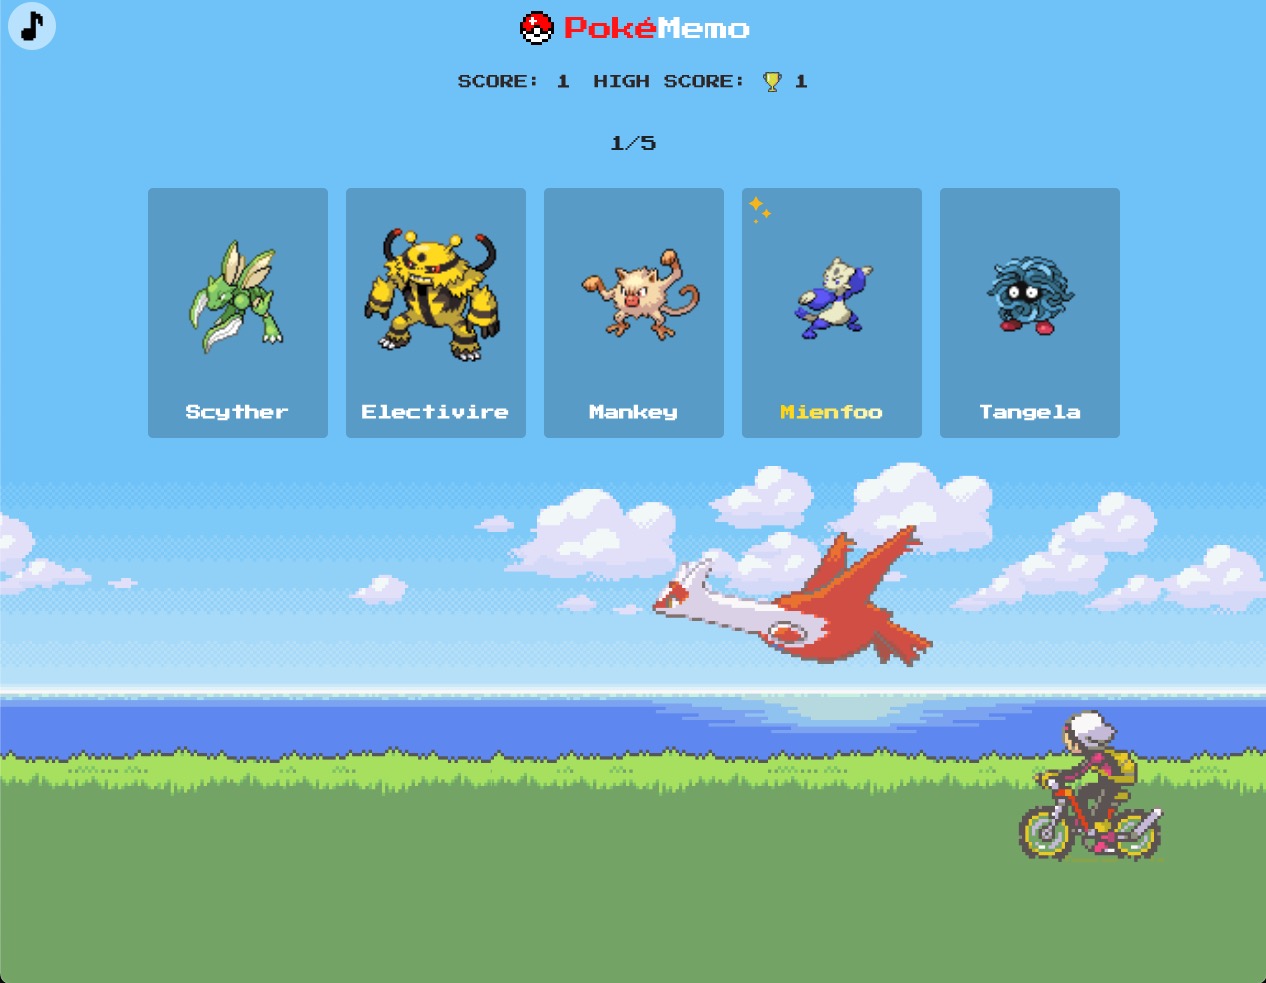 PokéMemo
SCORE: 1 HIGH SCORE: 1
1/5
Scyther
Electivire
Mankey
Mienfoo
Tangela